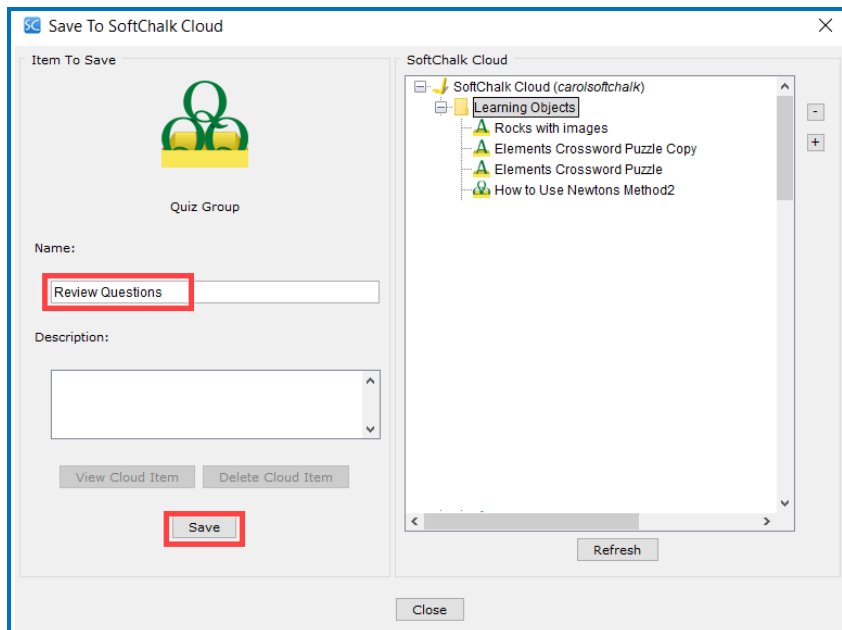 SC Save To SoftChalk Cloud
Item To Save
Quiz Group
Name:
Review Questions
Description:
View Cloud Item Delete Cloud Item
Save
SoftChalk Cloud
SoftChalk Cloud (carolsoftchalk)
Learning Objects
A Rocks with images
A Elements Crossword Puzzle Copy
A Elements Crossword Puzzle
How to Use Newtons Method2
-
+
Refresh
Close